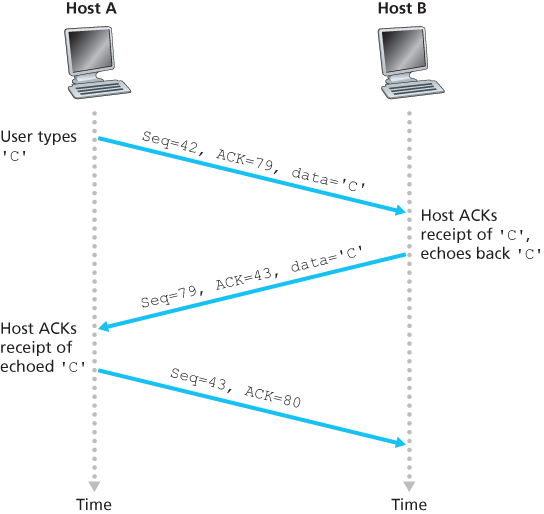 Host A
Host B
User types
'C'
Seq=42, ACK=79, data='C'
Host ACKs
receipt of 'C',
echoes back 'C'
Seq=79, ACK=43, data='C'
Host ACKs
receipt of
echoed 'C'
Seq=43, ACK=80
Time
Time